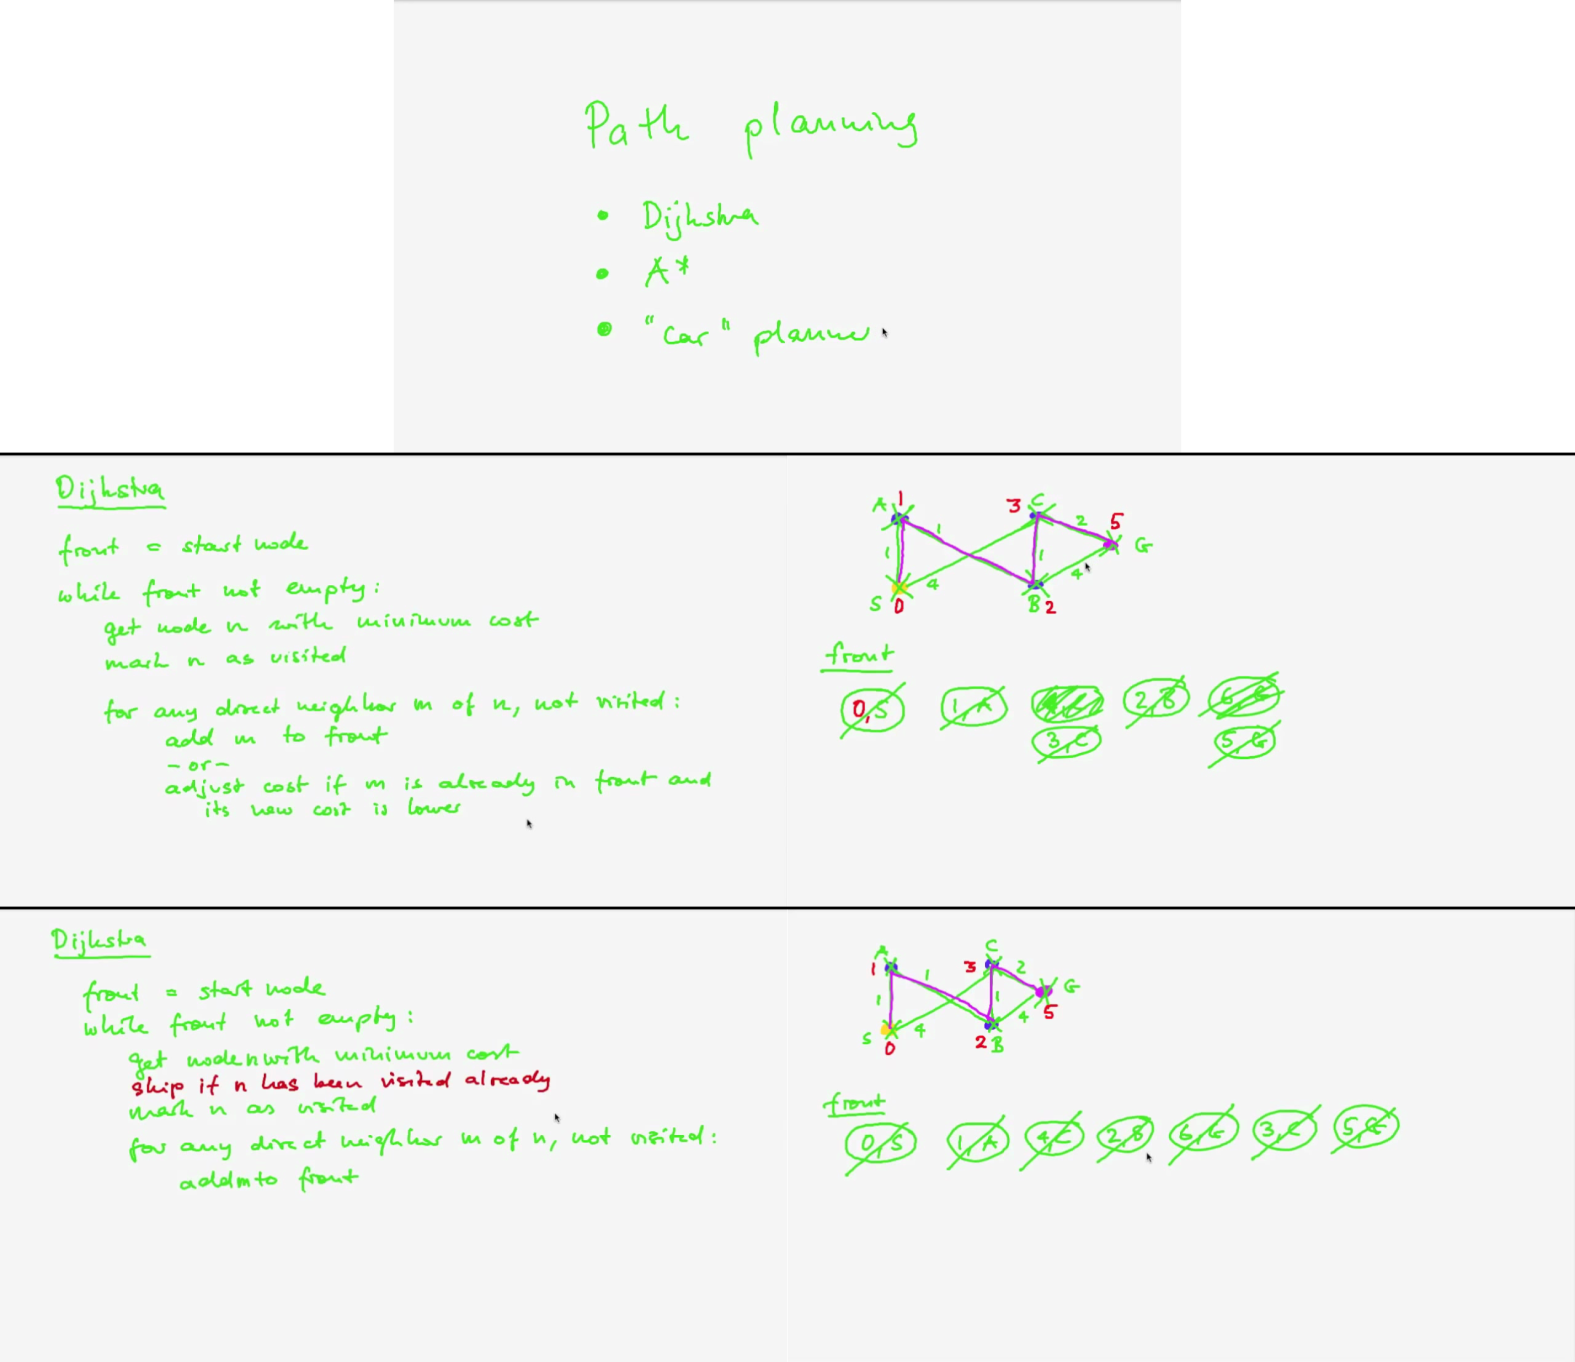 Path planning
• Dijkstra
• A*
• "car" planner
Dijkstra
front = start node
while front not empty:
get node n with minimum cost
mark n as visited
for any direct neighbor m of n, not visited:
add m to front
- or -
adjust cost if m is already in front and
its new cost is lower
A 1 3 C
1 2 5
1 1 G
4 4
S 0 B 2
front
0,S 1,A 2,B
3,C 5,G
Dijkstra
front = start node
while front not empty:
get node n with minimum cost
skip if n has been visited already
mark n as visited
for any direct neighbor m of n, not visited:
add m to front
A C
1 1 3 2
1 1 G
S 4 4 5
0 2 B
front
0,S 1,A 4,C 2,B 6,G 3,C 5,G